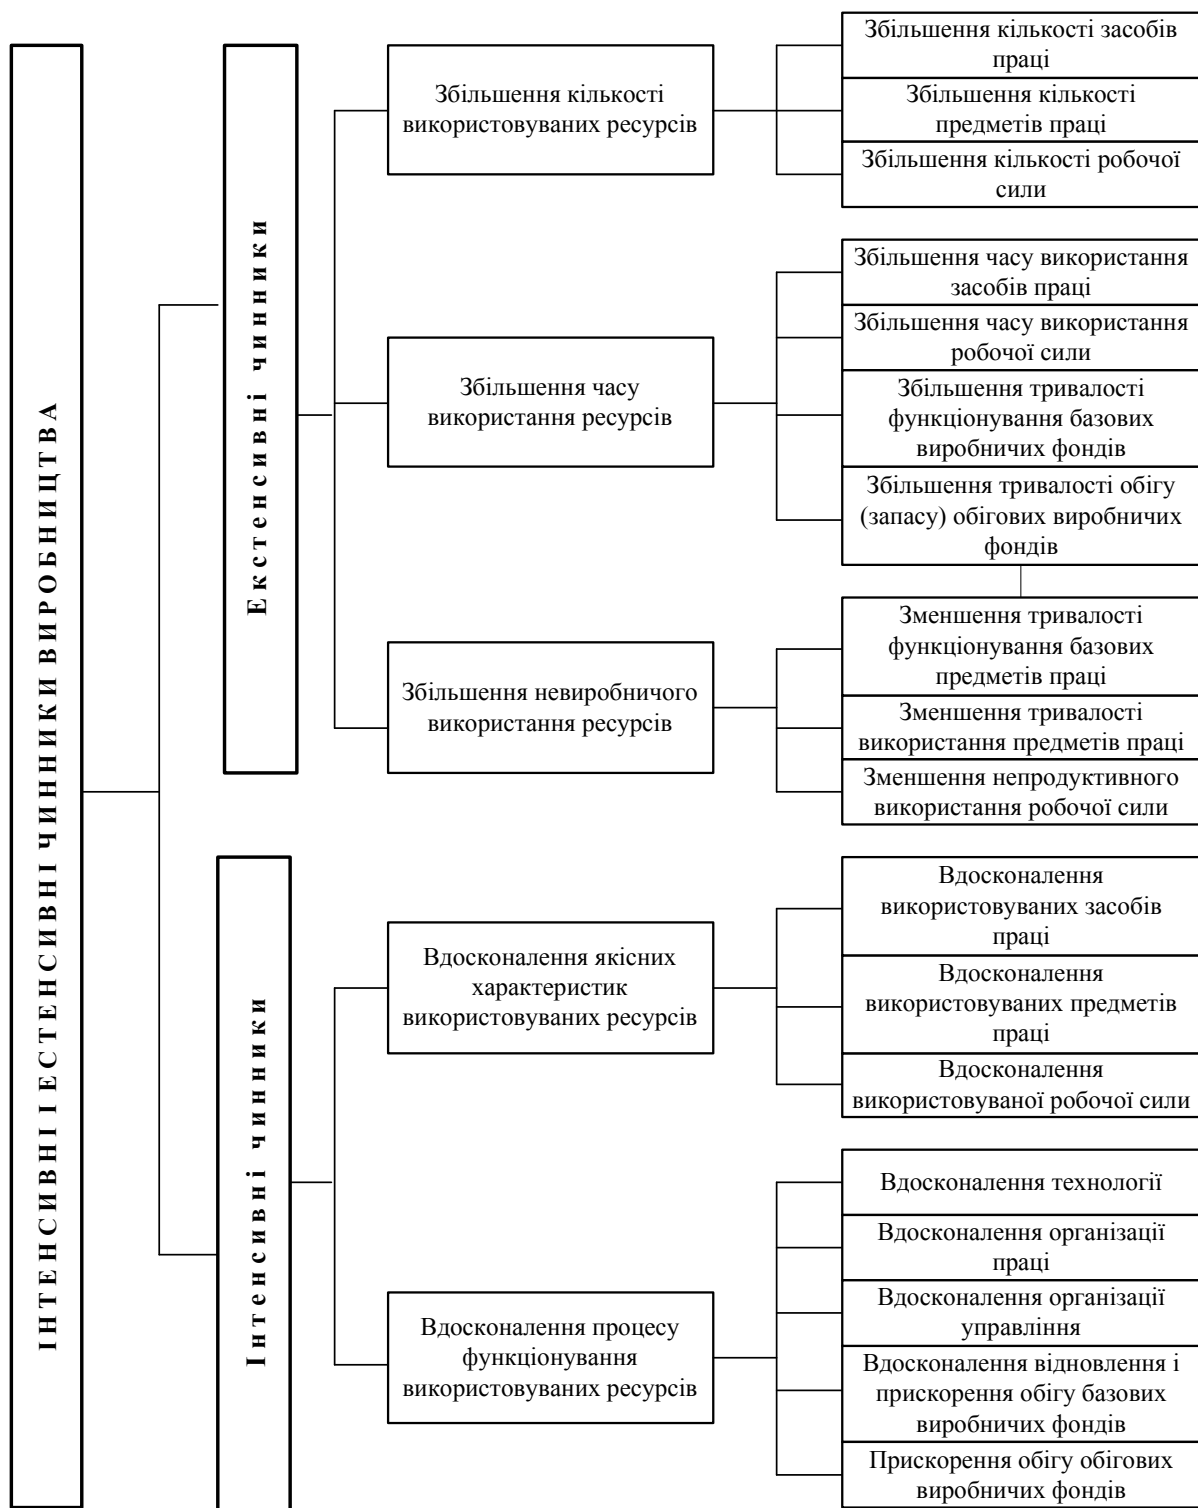 ІНТЕНСИВНІ І ЕСТЕНСИВНІ ЧИННИКИ ВИРОБНИЦТВА
Екстенсивні чинники
Збільшення кількості
використовуваних ресурсів
Збільшення кількості засобів
праці
Збільшення кількості
предметів праці
Збільшення кількості робочої
сили
Збільшення часу
використання ресурсів
Збільшення часу використання
засобів праці
Збільшення часу використання
робочої сили
Збільшення тривалості
функціонування базових
виробничих фондів
Збільшення тривалості обігу
(запасу) обігових виробничих
фондів
Збільшення невиробничого
використання ресурсів
Зменшення тривалості
функціонування базових
предметів праці
Зменшення тривалості
використання предметів праці
Зменшення непродуктивного
використання робочої сили
Інтенсивні чинники
Вдосконалення якісних
характеристик
використовуваних ресурсів
Вдосконалення
використовуваних засобів
праці
Вдосконалення
використовуваних предметів
праці
Вдосконалення
використовуваної робочої сили
Вдосконалення процесу
функціонування
використовуваних ресурсів
Вдосконалення технології
Вдосконалення організації
праці
Вдосконалення організації
управління
Вдосконалення відновлення і
прискорення обігу базових
виробничих фондів
Прискорення обігу обігових
виробничих фондів